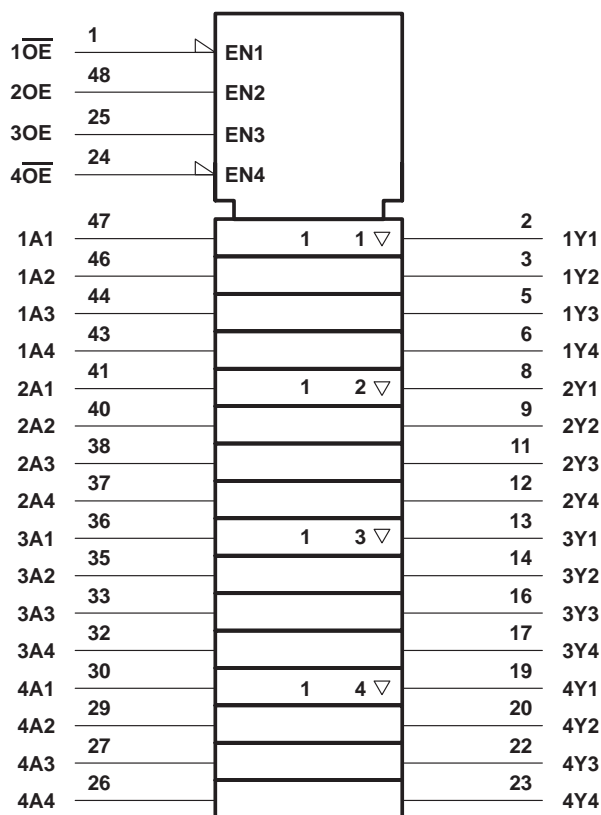 1O̅E̅ 1 EN1
2OE 48 EN2
3OE 25 EN3
4O̅E̅ 24 EN4
1A1 47 1 1 ▽ 2 1Y1
1A2 46 3 1Y2
1A3 44 5 1Y3
1A4 43 6 1Y4
2A1 41 1 2 ▽ 8 2Y1
2A2 40 9 2Y2
2A3 38 11 2Y3
2A4 37 12 2Y4
3A1 36 1 3 ▽ 13 3Y1
3A2 35 14 3Y2
3A3 33 16 3Y3
3A4 32 17 3Y4
4A1 30 1 4 ▽ 19 4Y1
4A2 29 20 4Y2
4A3 27 22 4Y3
4A4 26 23 4Y4